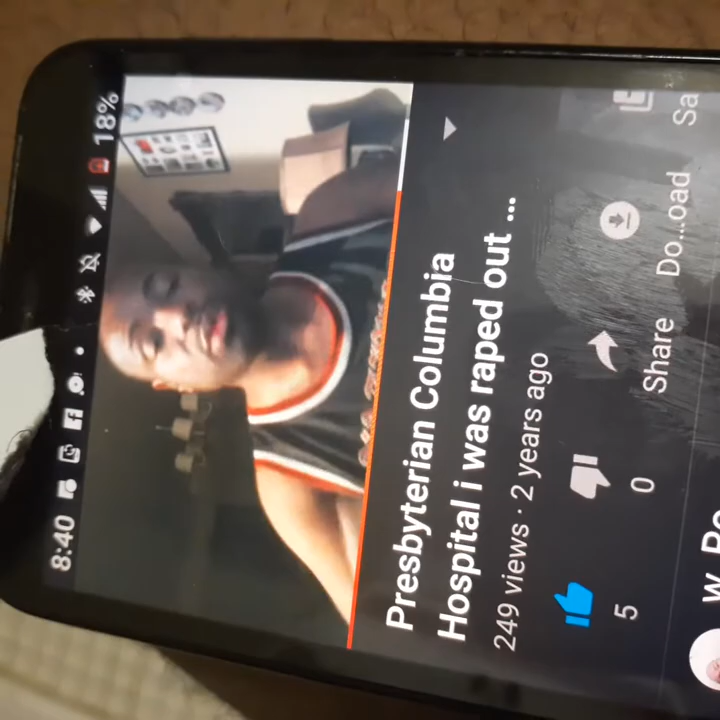 8:40 18%
Presbyterian Columbia
Hospital i was raped out ...
249 views · 2 years ago
5 0 Share Do...oad Sa